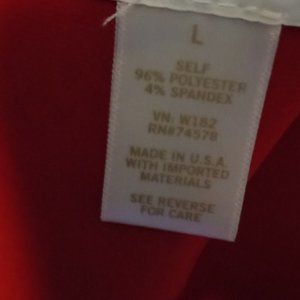 L
SELF
96% POLYESTER
4% SPANDEX
VN: W182
RN#74578
MADE IN U.S.A.
WITH IMPORTED
MATERIALS
SEE REVERSE
FOR CARE